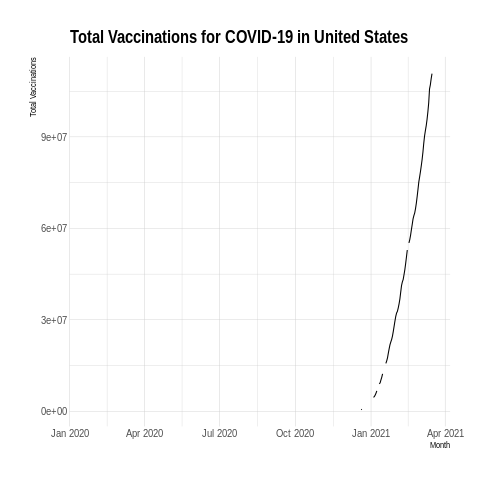 Total Vaccinations for COVID-19 in United States
Total Vaccinations
9e+07
6e+07
3e+07
0e+00
Jan 2020 Apr 2020 Jul 2020 Oct 2020 Jan 2021 Apr 2021
Month